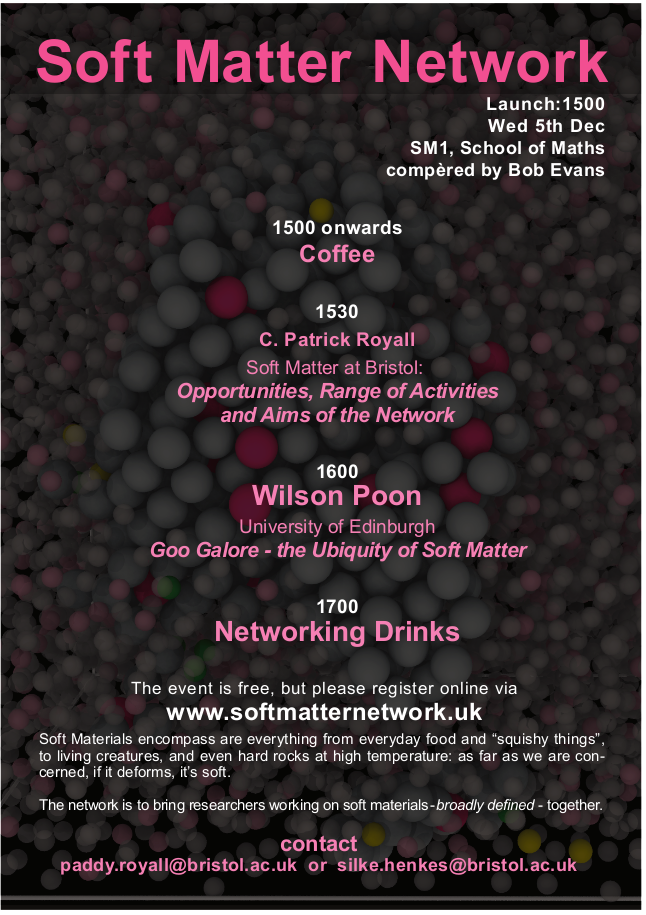 Soft Matter Network
Launch:1500
Wed 5th Dec
SM1, School of Maths
compèred by Bob Evans
1500 onwards
Coffee
1530
C. Patrick Royall
Soft Matter at Bristol:
Opportunities, Range of Activities
and Aims of the Network
1600
Wilson Poon
University of Edinburgh
Goo Galore - the Ubiquity of Soft Matter
1700
Networking Drinks
The event is free, but please register online via
www.softmatternetwork.uk
Soft Materials encompass are everything from everyday food and “squishy things”,
to living creatures, and even hard rocks at high temperature: as far as we are con-
cerned, if it deforms, it’s soft.
The network is to bring researchers working on soft materials - broadly defined - together.
contact
paddy.royall@bristol.ac.uk or silke.henkes@bristol.ac.uk